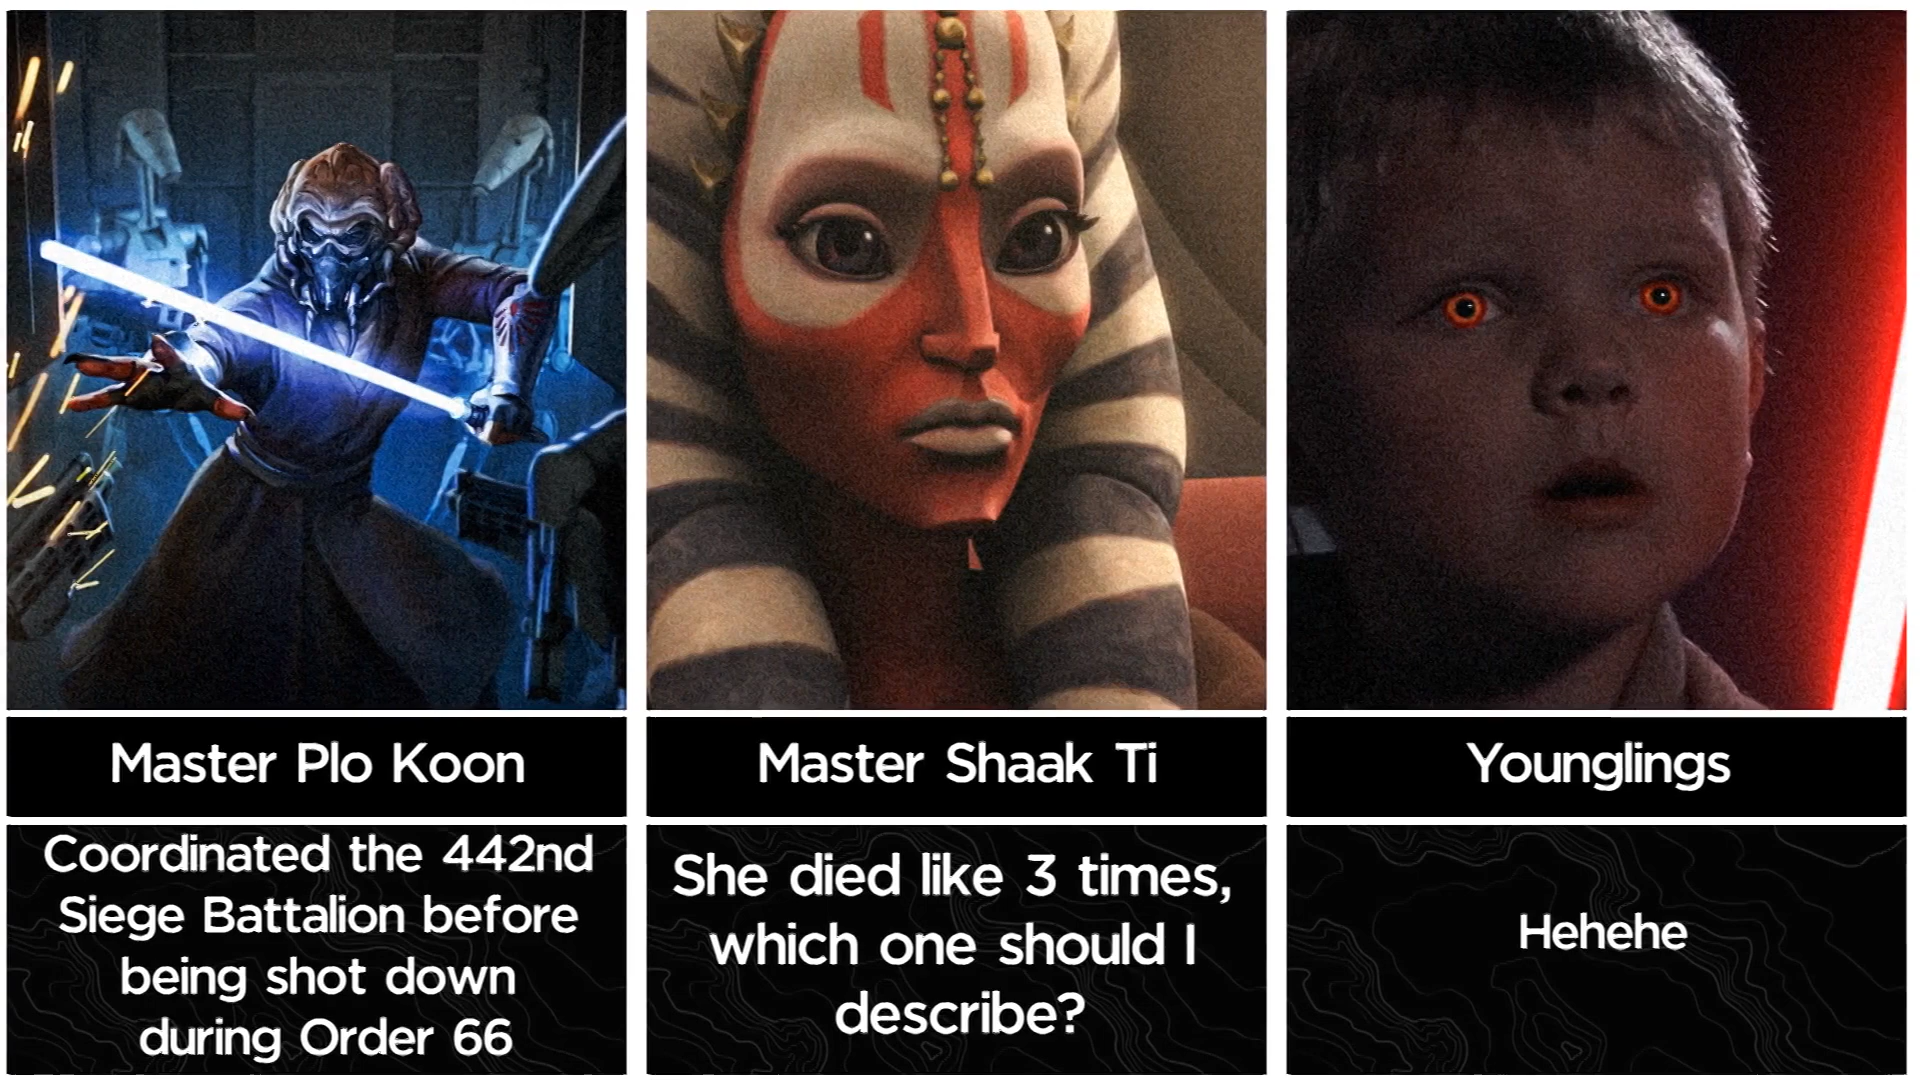 Master Plo Koon
Coordinated the 442nd
Siege Battalion before
being shot down
during Order 66
Master Shaak Ti
She died like 3 times,
which one should I
describe?
Younglings
Hehehe